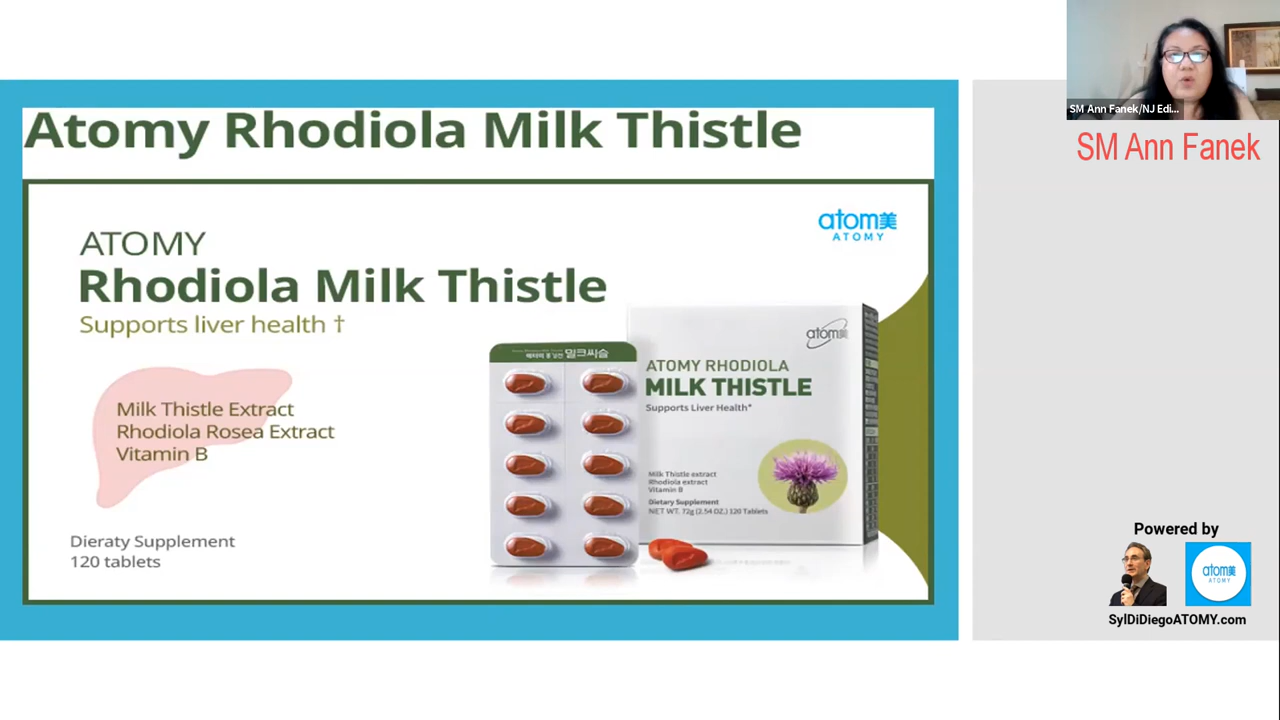 Atomy Rhodiola Milk Thistle
ATOMY
Rhodiola Milk Thistle
Supports liver health †
Milk Thistle Extract
Rhodiola Rosea Extract
Vitamin B
Dieraty Supplement
120 tablets
atom美
ATOMY
밀크씨슬
atom美
ATOMY RHODIOLA
MILK THISTLE
Supports Liver Health*
Milk Thistle extract
Rhodiola extract
Vitamin B
Dietary Supplement
NET WT. 72g (2.54 OZ.) 120 Tablets
SM Ann Fanek/NJ Edi...
SM Ann Fanek
Powered by
atom美
ATOMY
SylDiDiegoATOMY.com